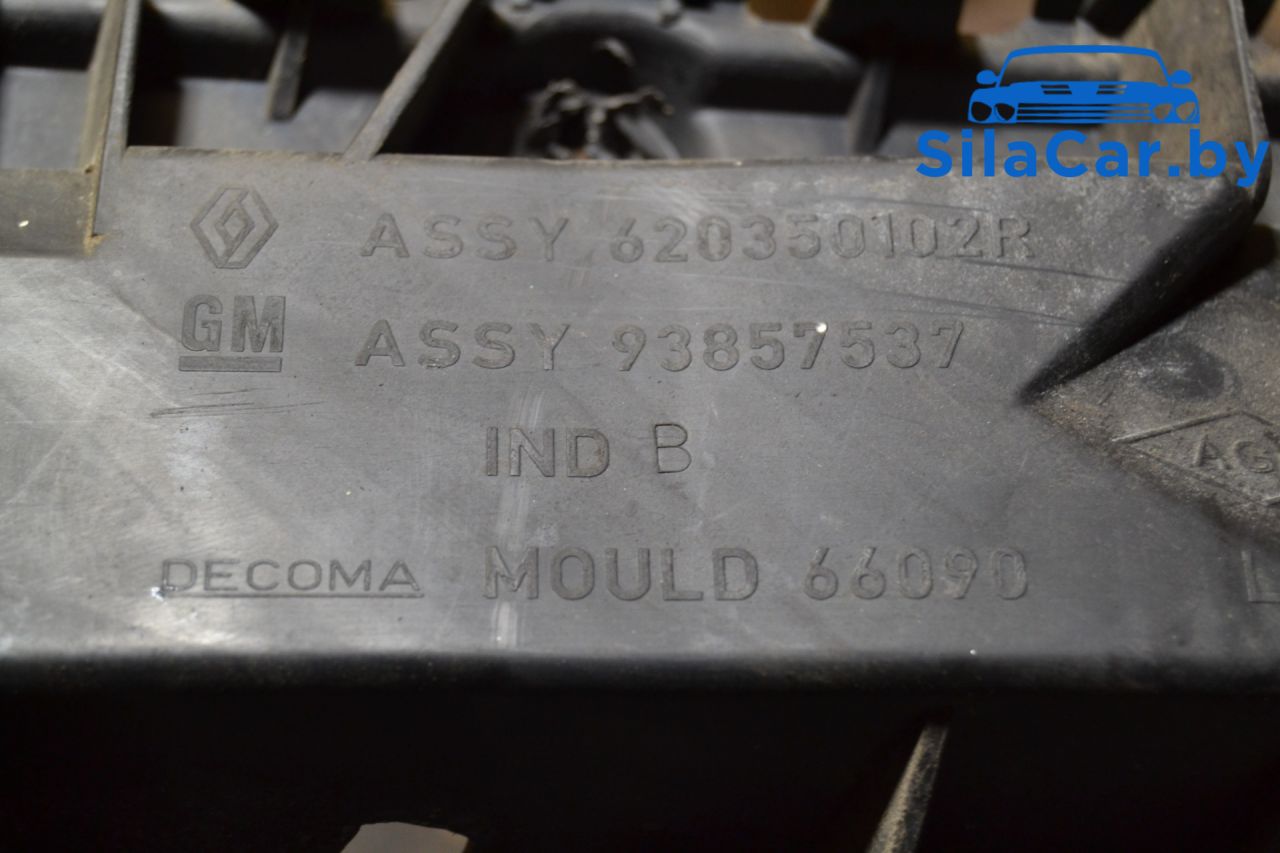 SilaCar.by
ASSY 620350102R
GM ASSY 93857537
IND B
DECOMA MOULD 66090